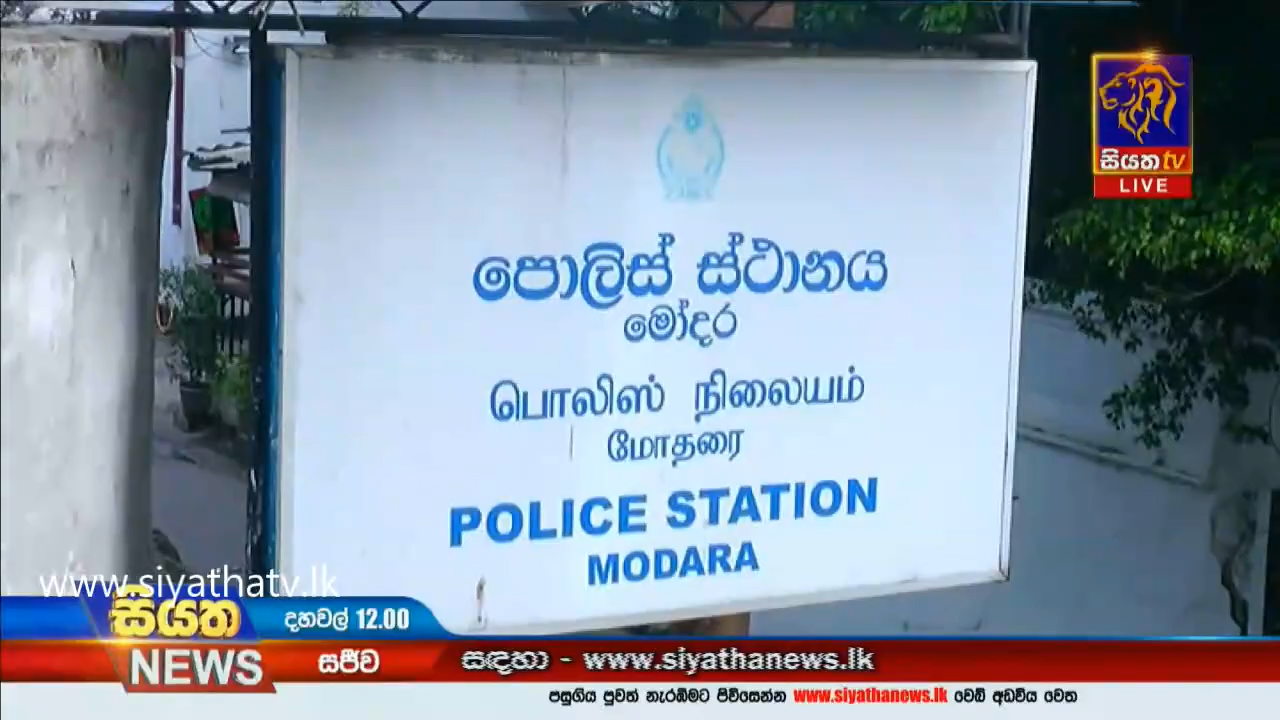 සියත tv
LIVE
පොලිස් ස්ථානය
මෝදර
பொலிஸ் நிலையம்
மோதரை
POLICE STATION
MODARA
www.siyathatv.lk
සියත
දහවල් 12.00
NEWS
සජීව
සඳහා - www.siyathanews.lk
පසුගිය පුවත් නැරඹීමට පිවිසෙන්න www.siyathanews.lk වෙබ් අඩවිය වෙත